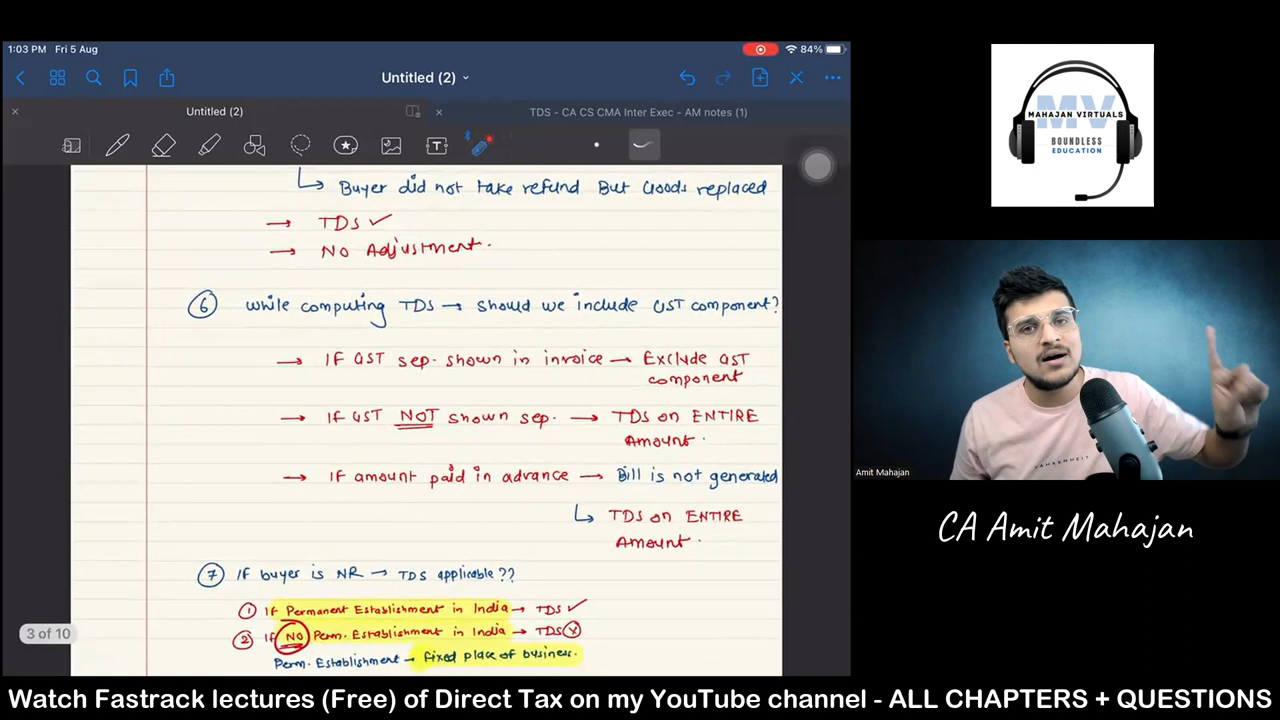 1:03 PM Fri 5 Aug
84%
Untitled (2)
Untitled (2)
TDS - CA CS CMA Inter Exec - AM notes (1)
Buyer did not take refund But Goods replaced
→ TDS ✓
→ No Adjustment.
6 While computing TDS → should we include GST component?
→ IF GST sep. shown in invoice → Exclude GST
component
→ If GST NOT shown sep. → TDS on ENTIRE
Amount.
→ If amount paid in advance → Bill is not generated
TDS on ENTIRE
Amount.
7 If buyer is NR → TDS applicable??
1 If Permanent Establishment in India → TDS ✓
2 If NO Perm. Establishment in India → TDS x
Perm. Establishment → fixed place of business.
3 of 10
MV
MAHAJAN VIRTUALS
BOUNDLESS
EDUCATION
FAHRENHEIT
Amit Mahajan
CA Amit Mahajan
Watch Fastrack lectures (Free) of Direct Tax on my YouTube channel - ALL CHAPTERS + QUESTIONS